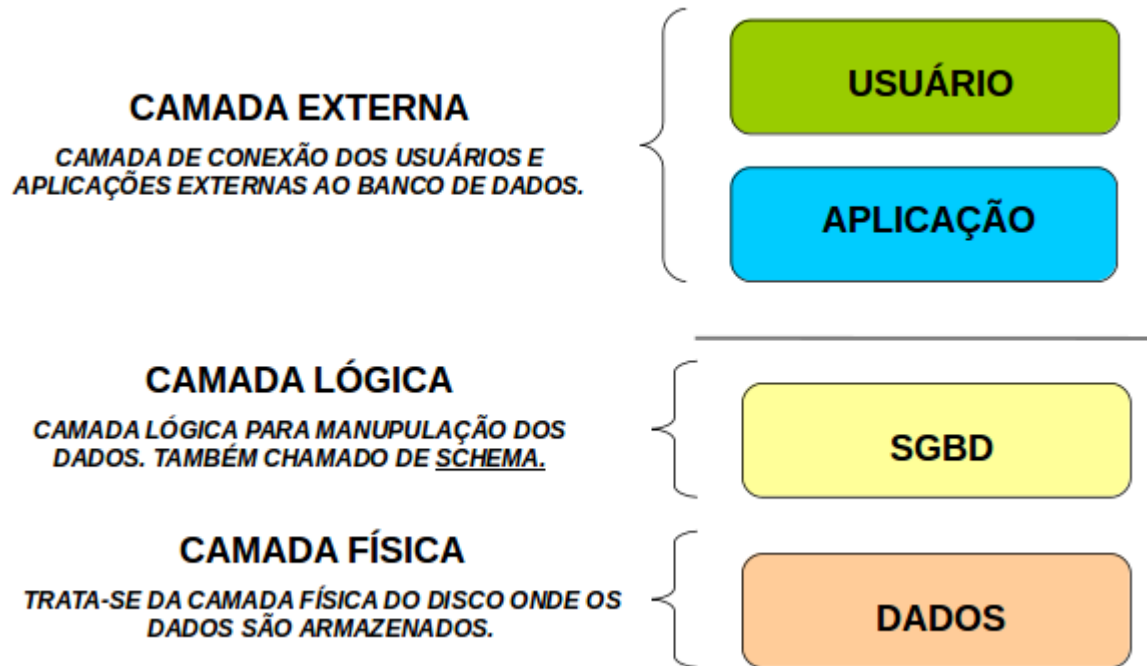 CAMADA EXTERNA
CAMADA DE CONEXÃO DOS USUÁRIOS E
APLICAÇÕES EXTERNAS AO BANCO DE DADOS.
USUÁRIO
APLICAÇÃO
CAMADA LÓGICA
CAMADA LÓGICA PARA MANUPULAÇÃO DOS
DADOS. TAMBÉM CHAMADO DE SCHEMA.
SGBD
CAMADA FÍSICA
TRATA-SE DA CAMADA FÍSICA DO DISCO ONDE OS
DADOS SÃO ARMAZENADOS.
DADOS